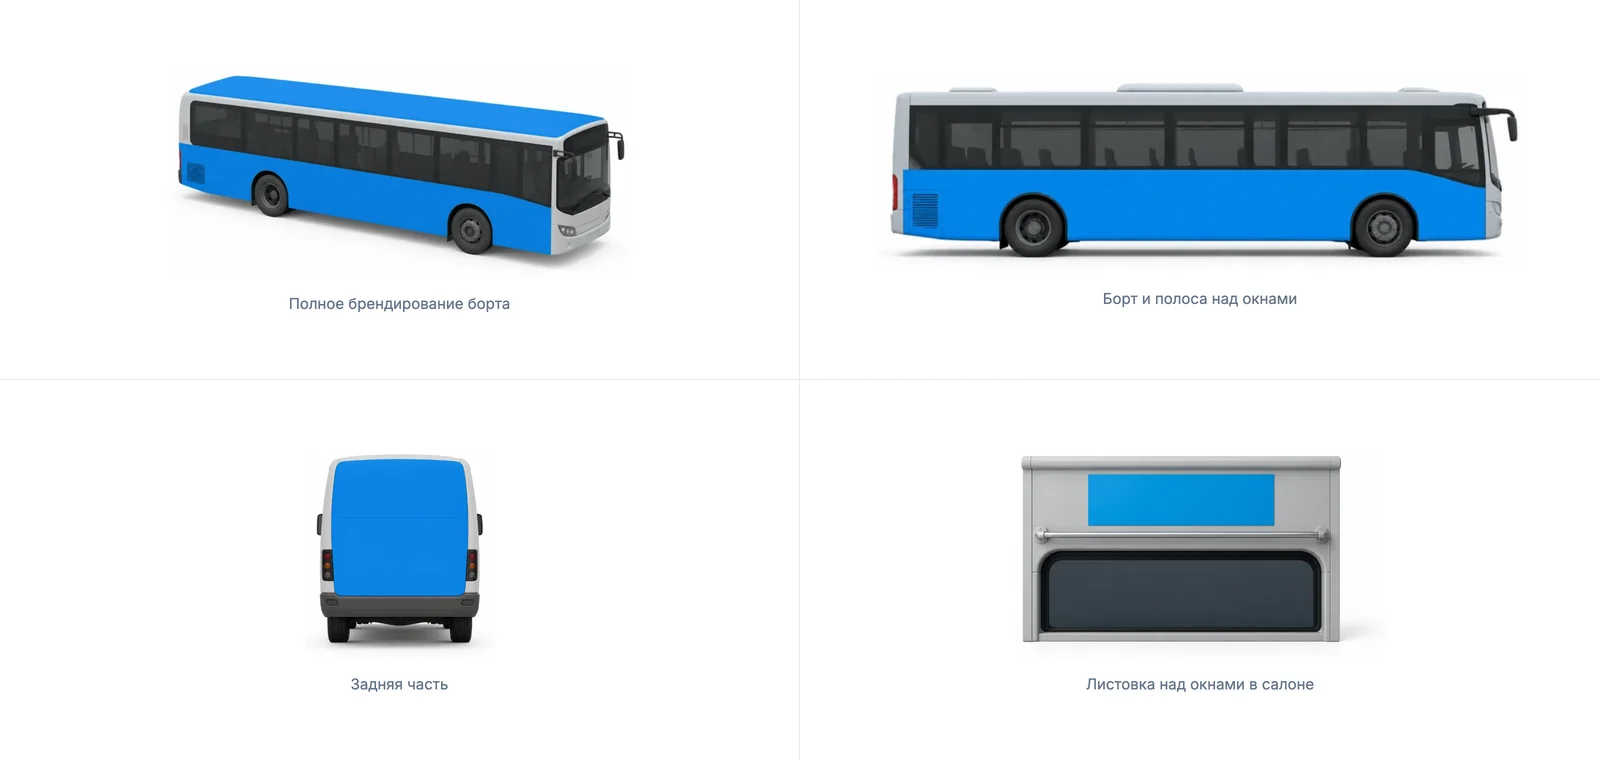 Полное брендирование борта
Борт и полоса над окнами
Задняя часть
Листовка над окнами в салоне